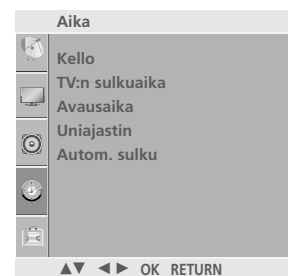 Aika
Kello
TV:n sulkuaika
Avausaika
Uniajastin
Autom. sulku
▲▼ ◄► OK RETURN